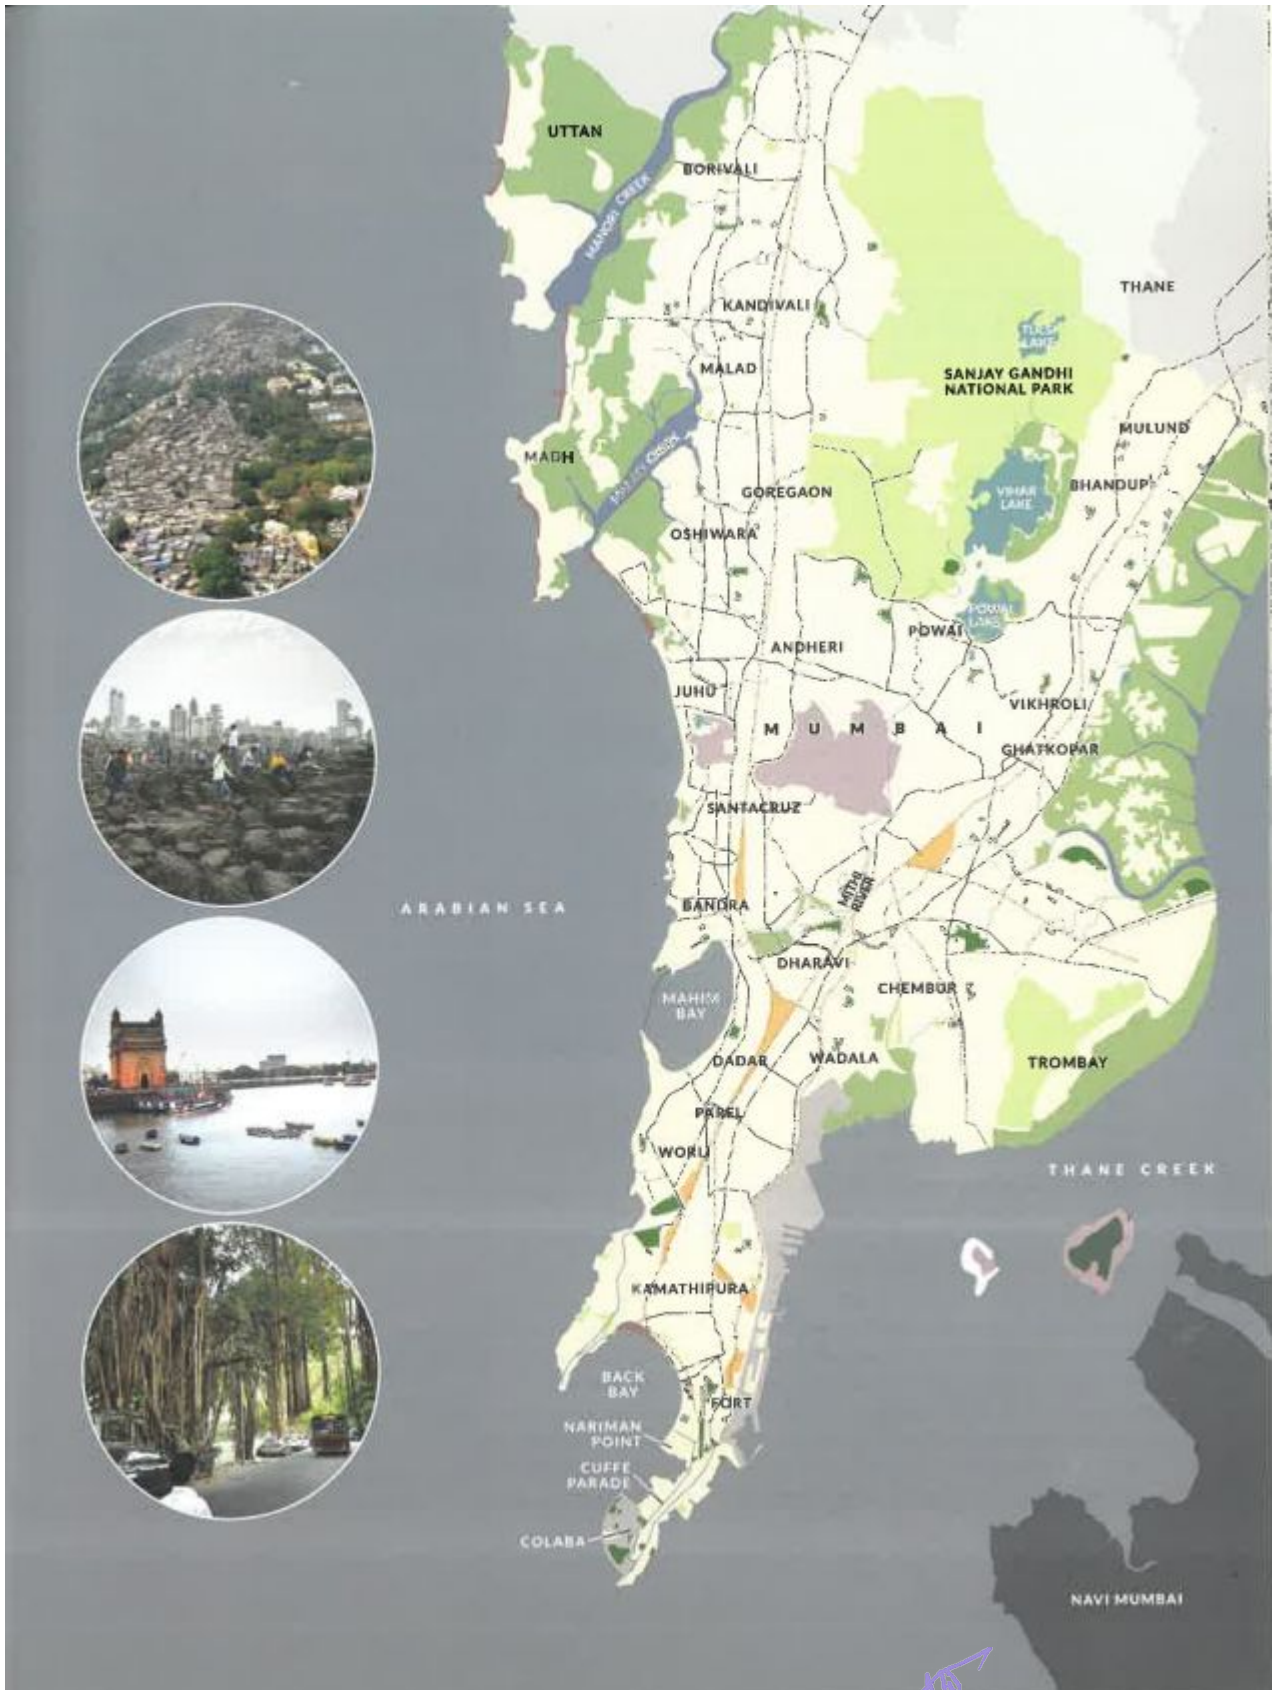 UTTAN
BORIVALI
MANORI CREEK
THANE
KANDIVALI
TULSI
LAKE
MALAD
SANJAY GANDHI
NATIONAL PARK
MULUND
MADH
BHANDUP
GOREGAON
VIHAR
LAKE
OSHIWARA
POWAI
LAKE
POWAI
ANDHERI
JUHU
VIKHROLI
MUMBAI
GHATKOPAR
SANTACRUZ
MITHI
RIVER
BANDRA
ARABIAN SEA
DHARAVI
CHEMBUR
MAHIM
BAY
DADAR
WADALA
TROMBAY
PAREL
WORLI
THANE CREEK
KAMATHIPURA
BACK
BAY
FORT
NARIMAN
POINT
CUFFE
PARADE
COLABA
NAVI MUMBAI